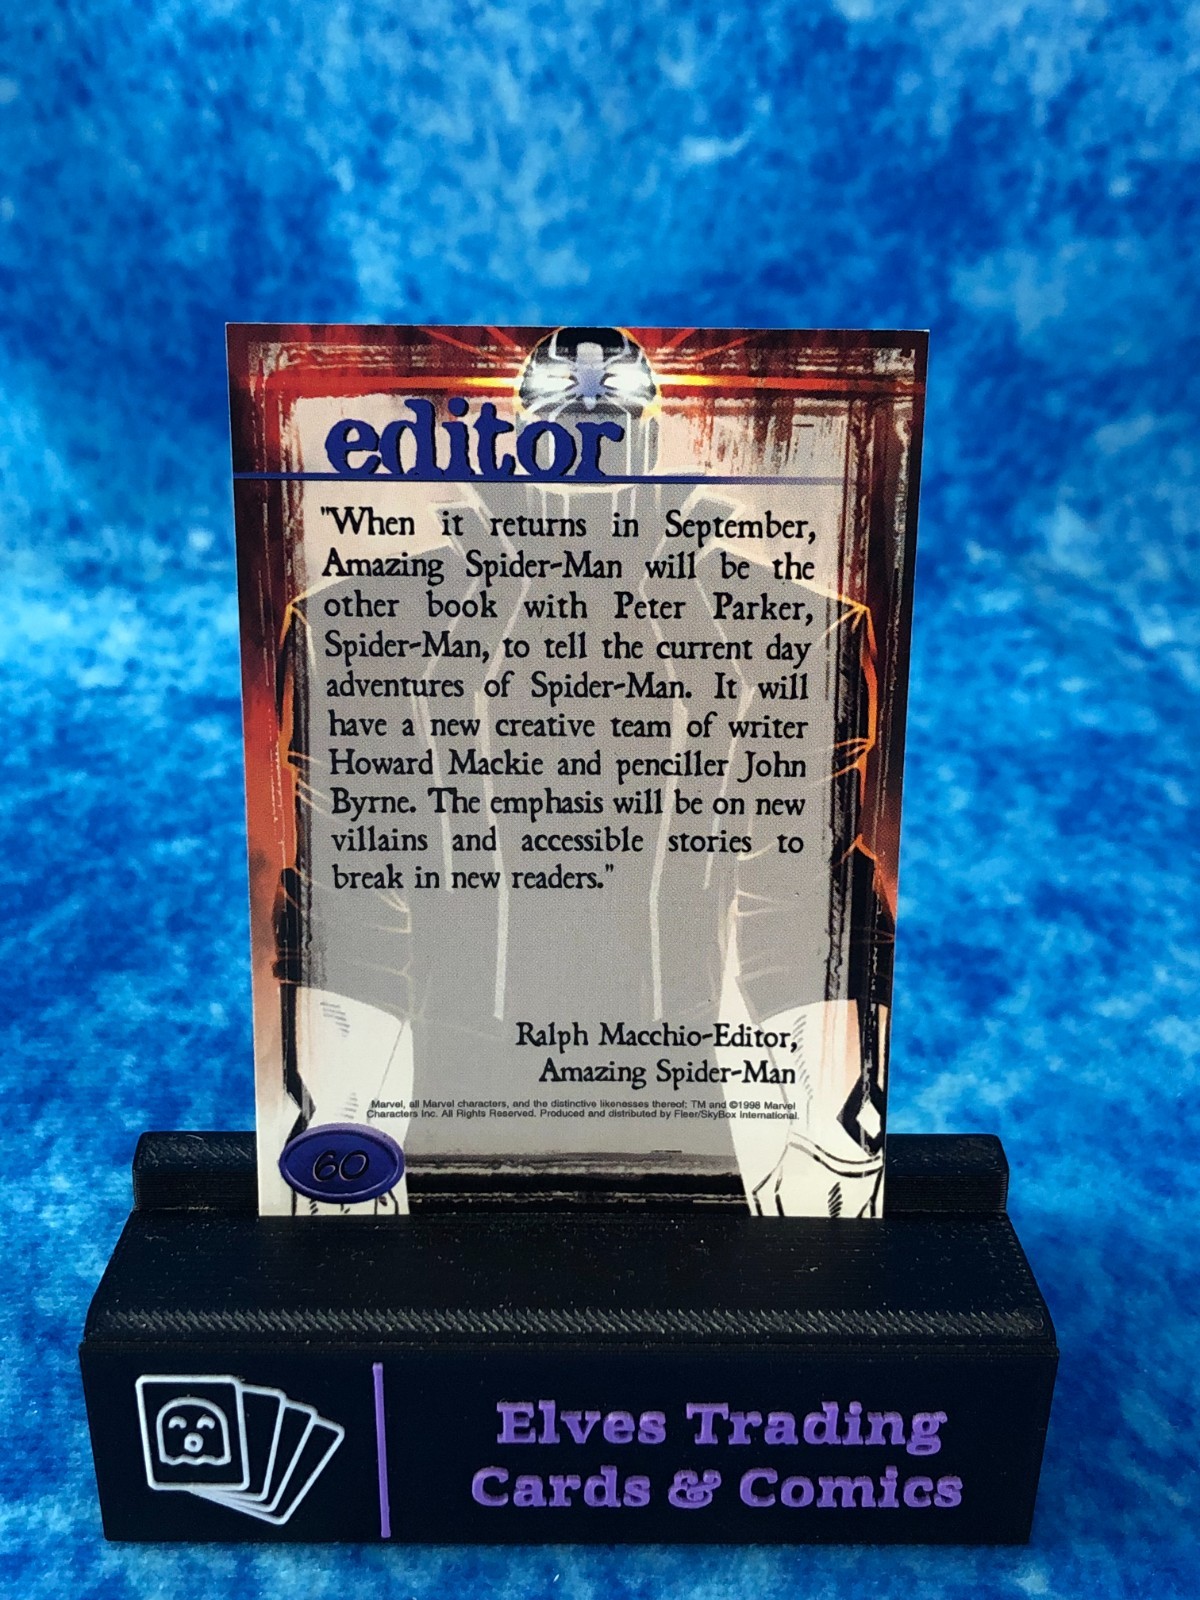 editor
"When it returns in September,
Amazing Spider-Man will be the
other book with Peter Parker,
Spider-Man, to tell the current day
adventures of Spider-Man. It will
have a new creative team of writer
Howard Mackie and penciller John
Byrne. The emphasis will be on new
villains and accessible stories to
break in new readers."
Ralph Macchio-Editor,
Amazing Spider-Man
Marvel, all Marvel characters, and the distinctive likenesses thereof; TM and ©1998 Marvel
Characters Inc. All Rights Reserved. Produced and distributed by Fleer/SkyBox International.
60
Elves Trading
Cards & Comics